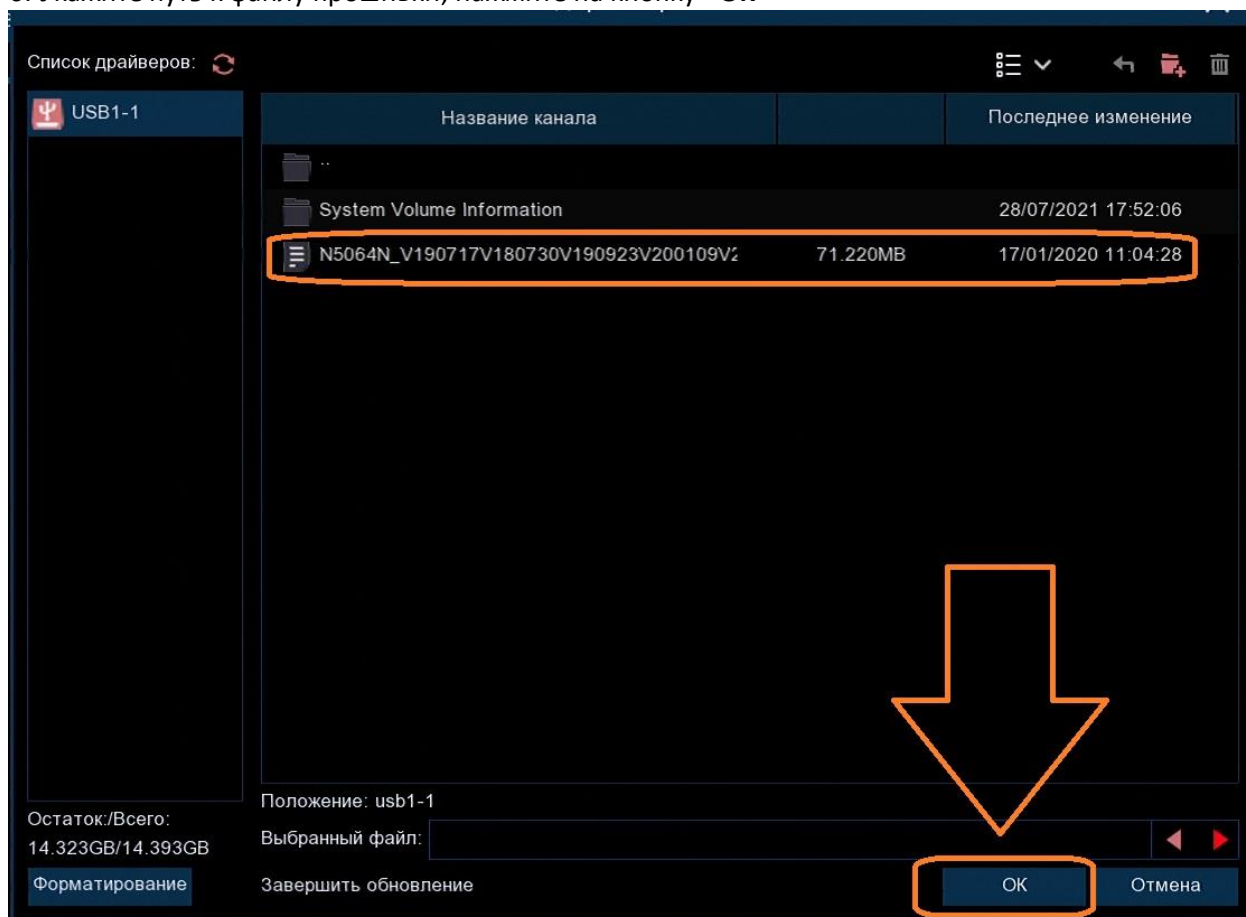 Список драйверов:
USB1-1
Название канала Последнее изменение
..
System Volume Information 28/07/2021 17:52:06
N5064N_V190717V180730V190923V200109V2 71.220MB 17/01/2020 11:04:28
Положение: usb1-1
Остаток:/Всего:
14.323GB/14.393GB
Выбранный файл:
Форматирование
Завершить обновление
ОК Отмена